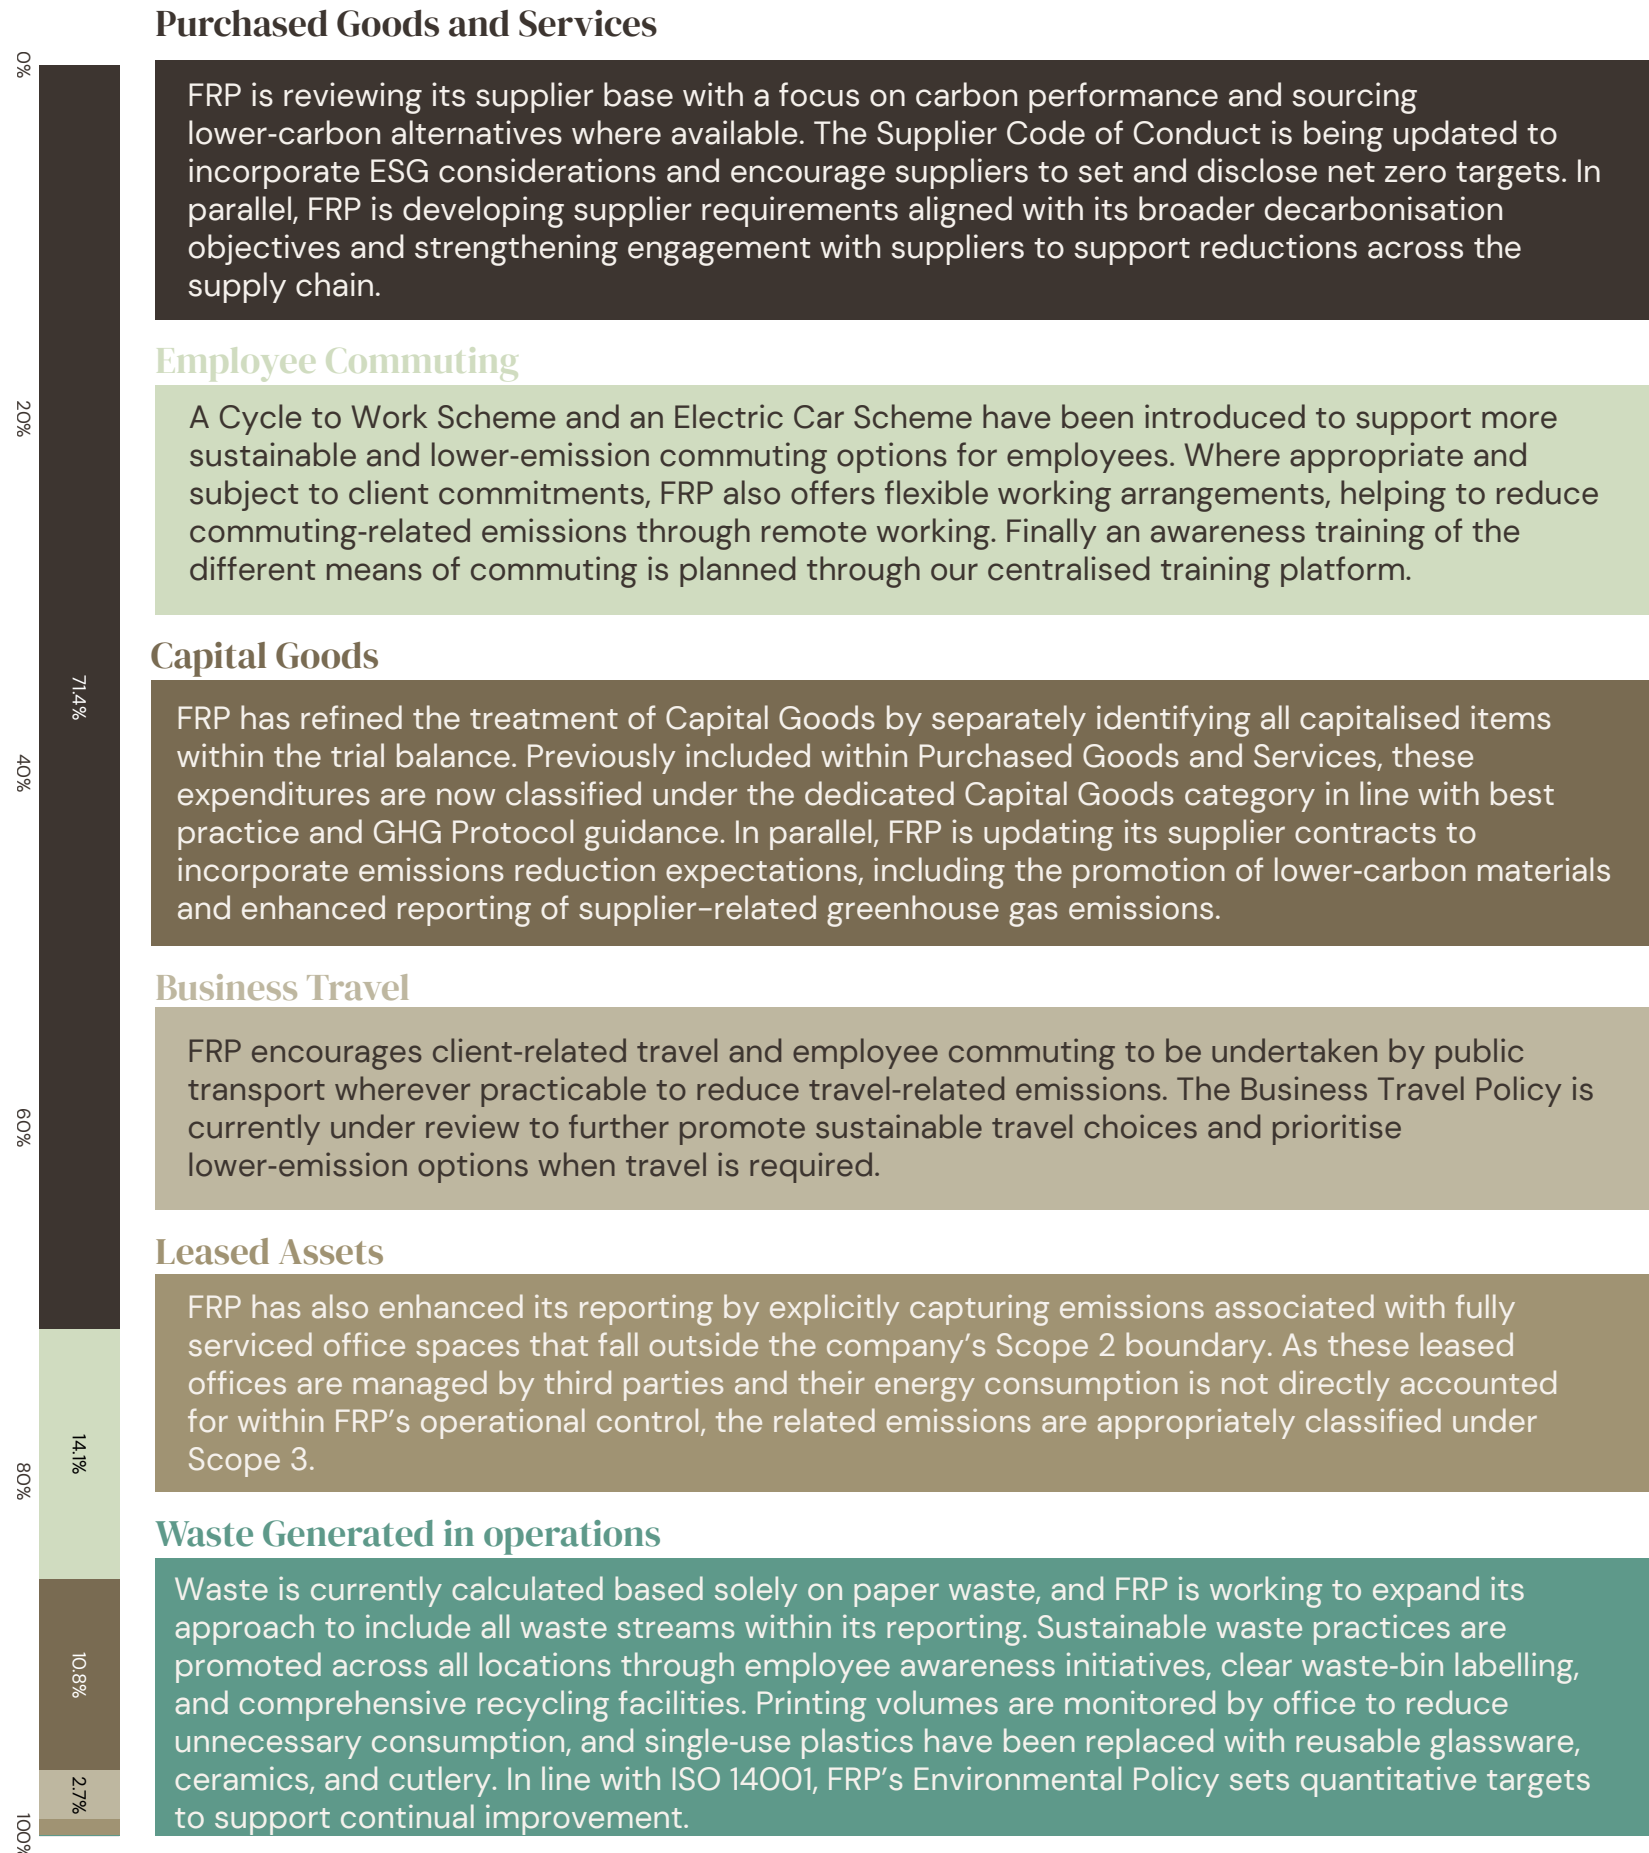 Purchased Goods and Services
FRP is reviewing its supplier base with a focus on carbon performance and sourcing
lower-carbon alternatives where available. The Supplier Code of Conduct is being updated to
incorporate ESG considerations and encourage suppliers to set and disclose net zero targets. In
parallel, FRP is developing supplier requirements aligned with its broader decarbonisation
objectives and strengthening engagement with suppliers to support reductions across the
supply chain.
Employee Commuting
A Cycle to Work Scheme and an Electric Car Scheme have been introduced to support more
sustainable and lower-emission commuting options for employees. Where appropriate and
subject to client commitments, FRP also offers flexible working arrangements, helping to reduce
commuting-related emissions through remote working. Finally an awareness training of the
different means of commuting is planned through our centralised training platform.
Capital Goods
FRP has refined the treatment of Capital Goods by separately identifying all capitalised items
within the trial balance. Previously included within Purchased Goods and Services, these
expenditures are now classified under the dedicated Capital Goods category in line with best
practice and GHG Protocol guidance. In parallel, FRP is updating its supplier contracts to
incorporate emissions reduction expectations, including the promotion of lower-carbon materials
and enhanced reporting of supplier-related greenhouse gas emissions.
Business Travel
FRP encourages client-related travel and employee commuting to be undertaken by public
transport wherever practicable to reduce travel-related emissions. The Business Travel Policy is
currently under review to further promote sustainable travel choices and prioritise
lower-emission options when travel is required.
Leased Assets
FRP has also enhanced its reporting by explicitly capturing emissions associated with fully
serviced office spaces that fall outside the company’s Scope 2 boundary. As these leased
offices are managed by third parties and their energy consumption is not directly accounted
for within FRP’s operational control, the related emissions are appropriately classified under
Scope 3.
Waste Generated in operations
Waste is currently calculated based solely on paper waste, and FRP is working to expand its
approach to include all waste streams within its reporting. Sustainable waste practices are
promoted across all locations through employee awareness initiatives, clear waste-bin labelling,
and comprehensive recycling facilities. Printing volumes are monitored by office to reduce
unnecessary consumption, and single-use plastics have been replaced with reusable glassware,
ceramics, and cutlery. In line with ISO 14001, FRP’s Environmental Policy sets quantitative targets
to support continual improvement.
0%
20%
40%
60%
80%
100%
71.4%
14.1%
10.8%
2.7%